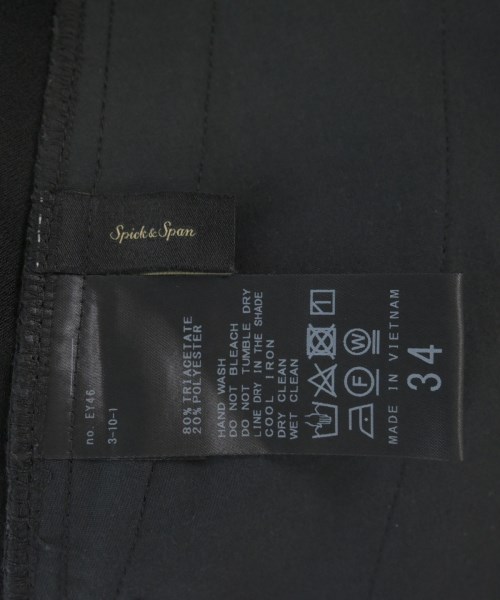 Spick & Span
no. EY46
3-10-1
80% TRIACETATE
20% POLYESTER
HAND WASH
DO NOT BLEACH
DO NOT TUMBLE DRY
LINE DRY IN THE SHADE
COOL IRON
DRY CLEAN
WET CLEAN
F W
MADE IN VIETNAM
34